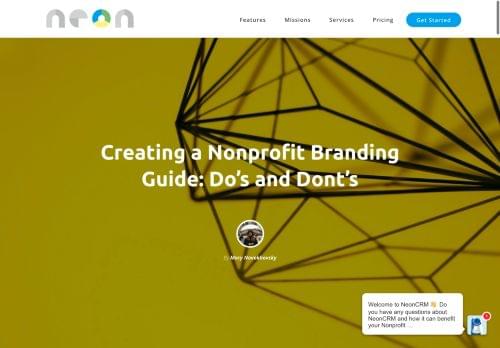 neon
Features Missions Services Pricing Get Started
Creating a Nonprofit Branding
Guide: Do's and Dont's
By Mary Novokhovsky
Welcome to NeonCRM 👋 Do
you have any questions about
NeonCRM and how it can benefit
your Nonprofit ...
1